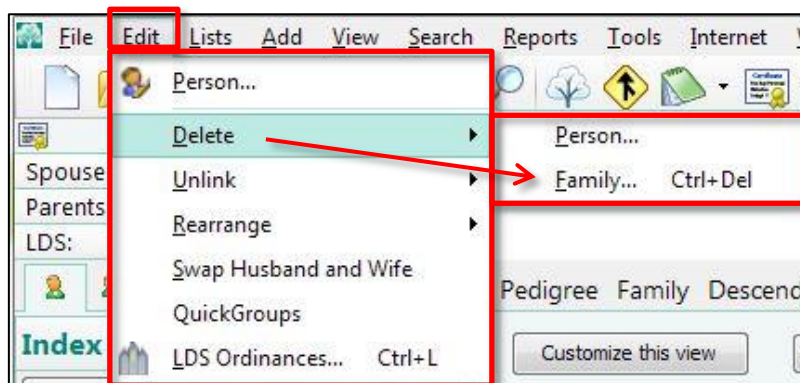 File Edit Lists Add View Search Reports Tools Internet
Person...
Delete Person...
Spouse Unlink Family... Ctrl+Del
Parents
LDS: Rearrange
Swap Husband and Wife
QuickGroups Pedigree Family Descend
Index LDS Ordinances... Ctrl+L Customize this view